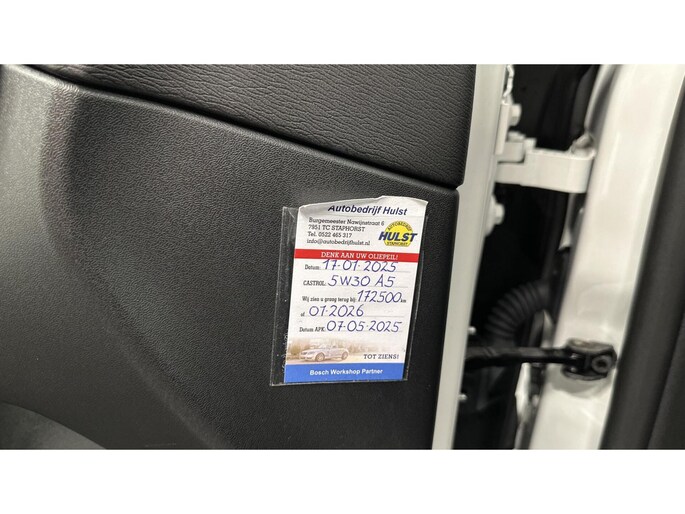 Autobedrijf Hulst
Burgemeester Nawijnstraat 6
7951 TC STAPHORST
Tel. 0522 465 317
info@autobedrijfhulst.nl
HULST
STAPHORST
DENK AAN UW OLIEPEIL!
Datum: 17-01-2025
CASTROL: 5W30 A5
Wij zien u graag terug bij 172500 km
of 01-2026
Datum APK: 07-05-2025
TOT ZIENS!
Bosch Workshop Partner